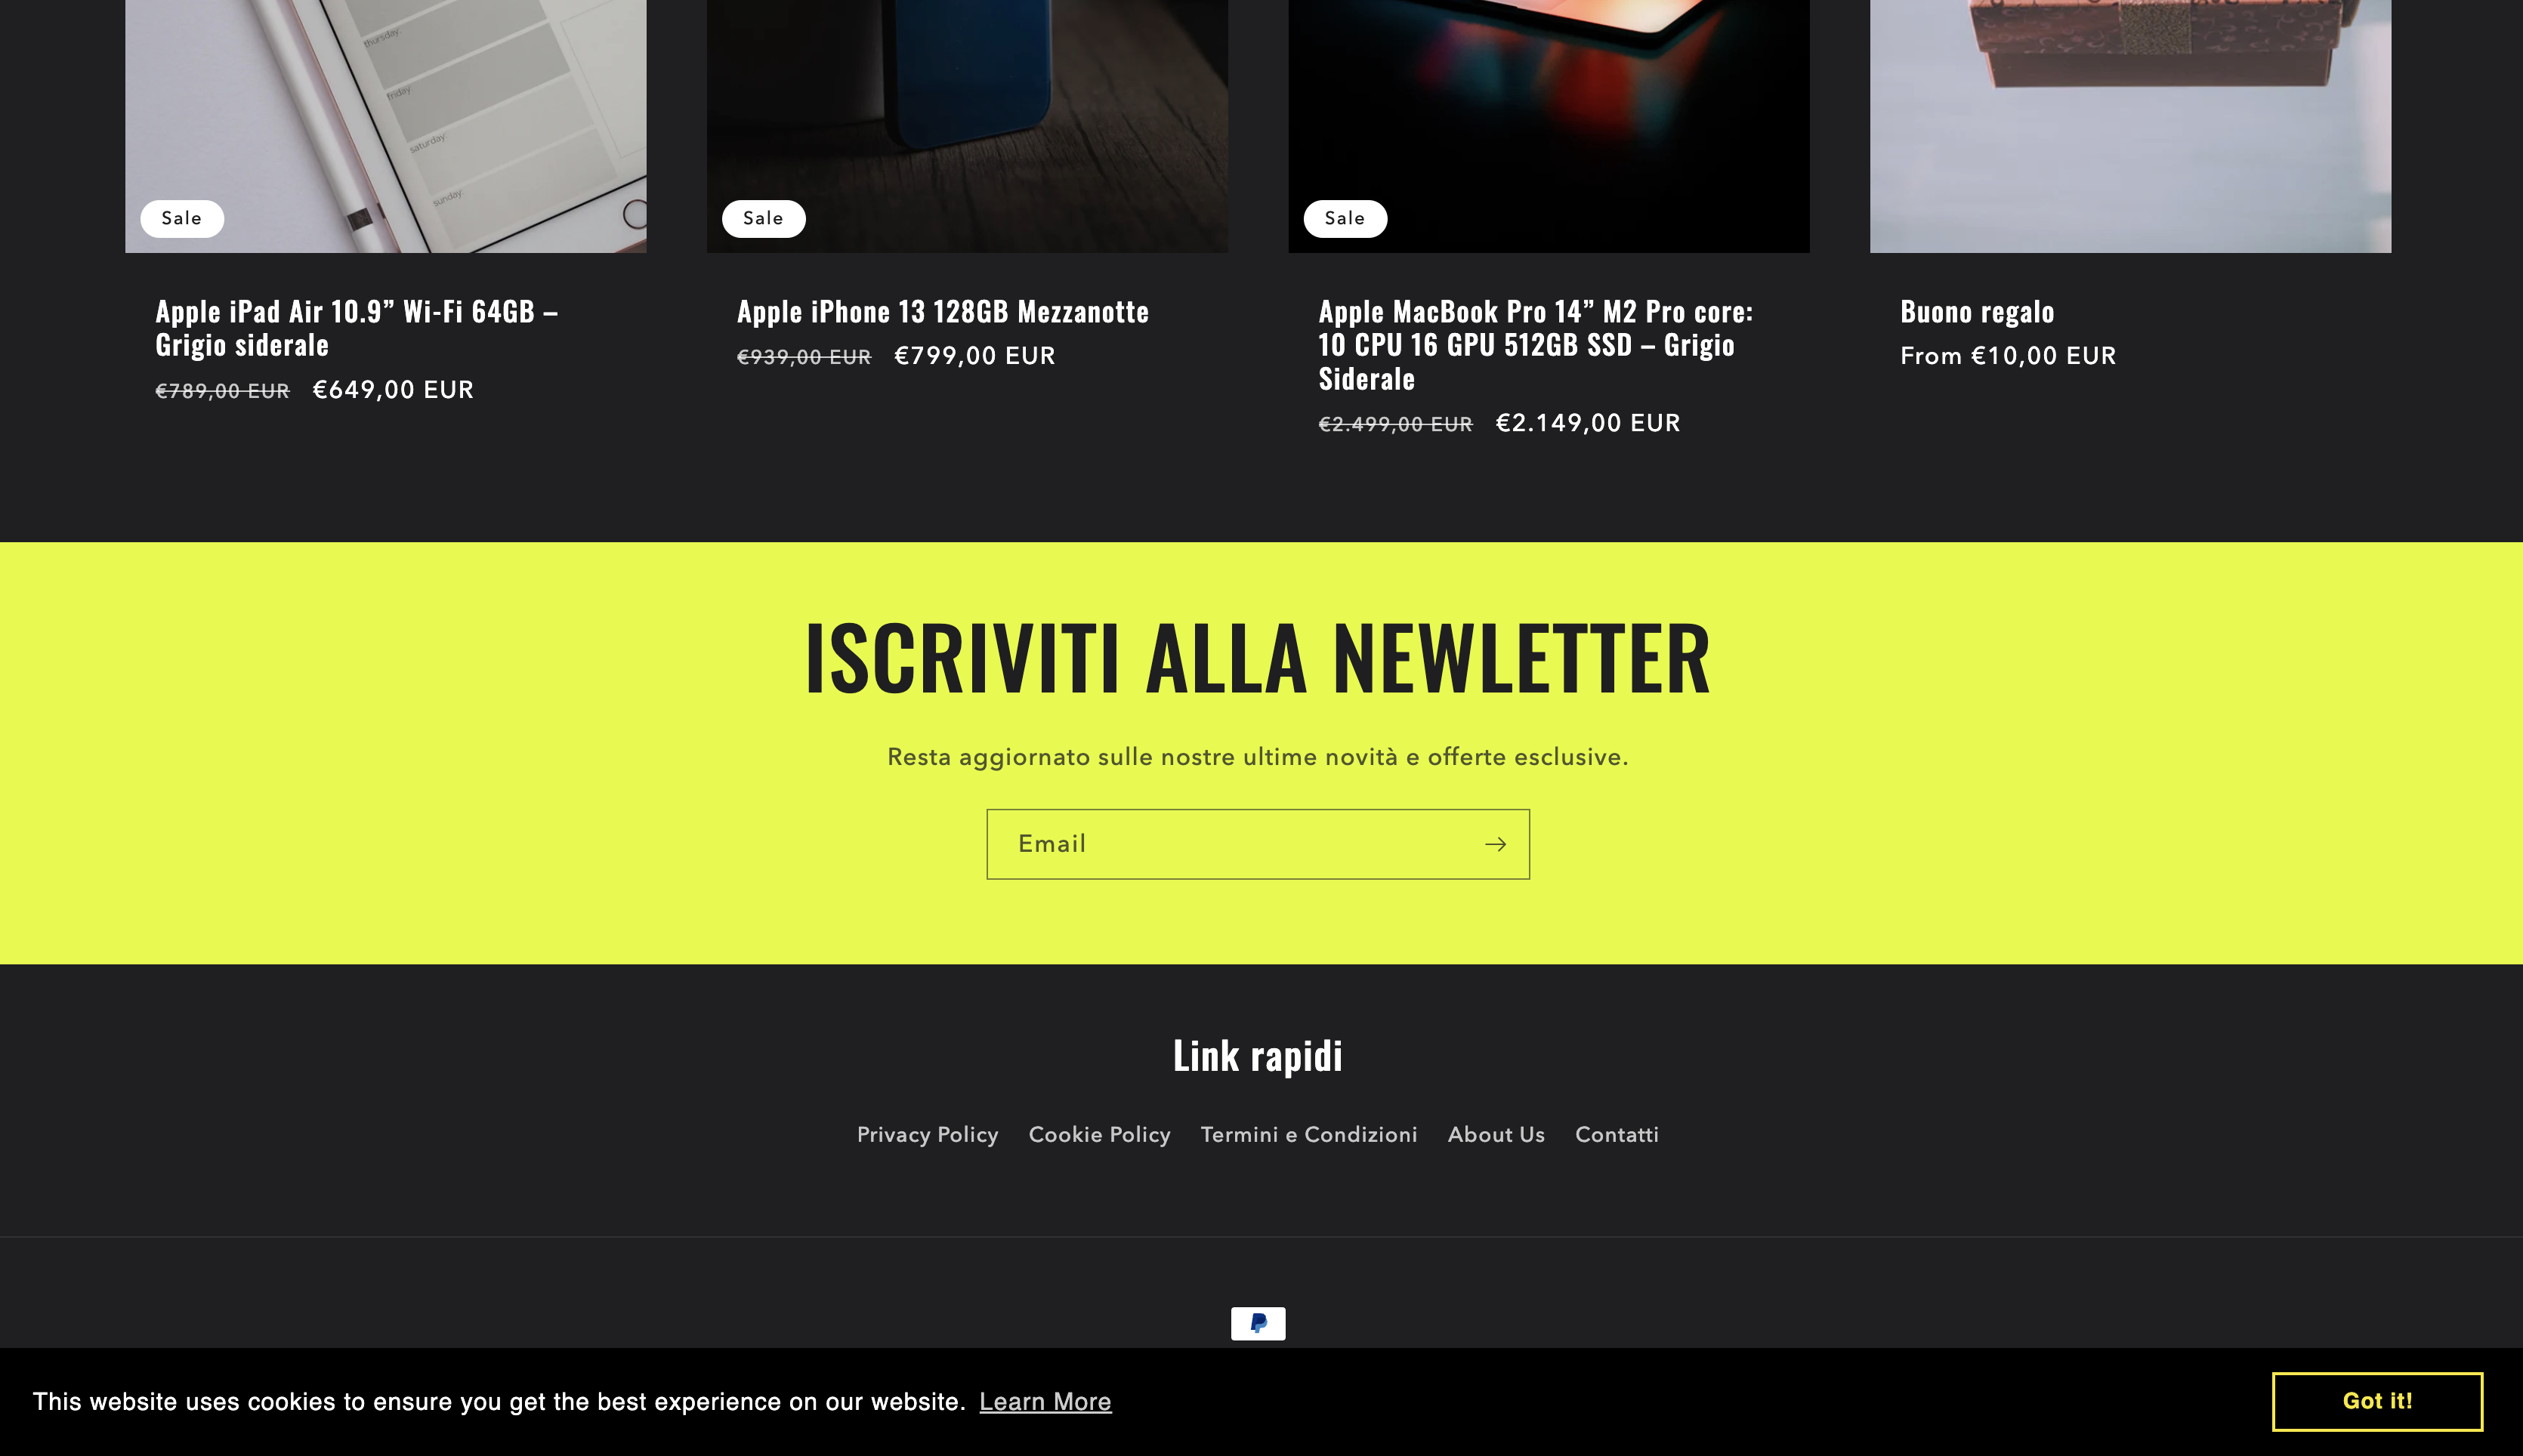 thursday.
friday
saturday
sunday
Sale
Sale
Sale
Apple iPad Air 10.9” Wi-Fi 64GB –
Grigio siderale
€789,00 EUR €649,00 EUR
Apple iPhone 13 128GB Mezzanotte
€939,00 EUR €799,00 EUR
Apple MacBook Pro 14” M2 Pro core:
10 CPU 16 GPU 512GB SSD – Grigio
Siderale
€2.499,00 EUR €2.149,00 EUR
Buono regalo
From €10,00 EUR
ISCRIVITI ALLA NEWLETTER
Resta aggiornato sulle nostre ultime novità e offerte esclusive.
Email
Link rapidi
Privacy Policy Cookie Policy Termini e Condizioni About Us Contatti
This website uses cookies to ensure you get the best experience on our website. Learn More
Got it!